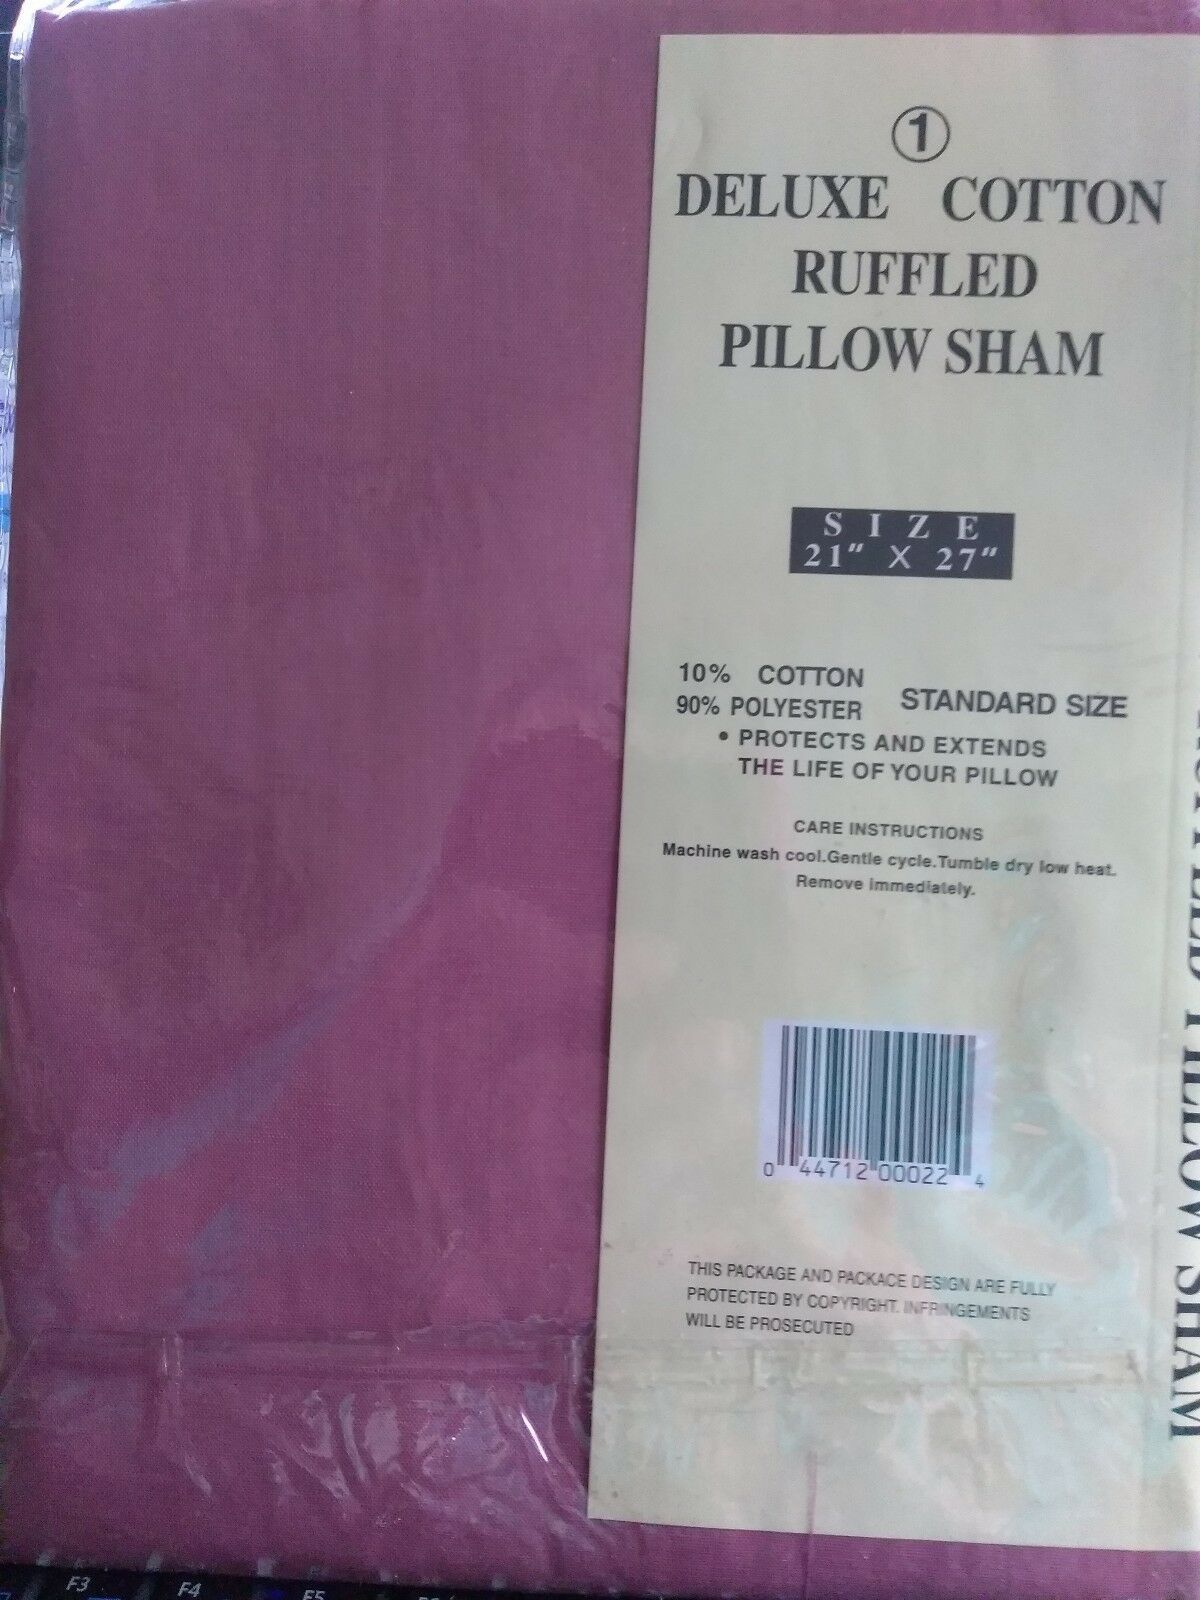 1
DELUXE COTTON
RUFFLED
PILLOW SHAM
SIZE
21" X 27"
10% COTTON
90% POLYESTER
STANDARD SIZE
• PROTECTS AND EXTENDS
THE LIFE OF YOUR PILLOW
CARE INSTRUCTIONS
Machine wash cool.Gentle cycle.Tumble dry low heat.
Remove immediately.
0 44712 00022 4
THIS PACKAGE AND PACKACE DESIGN ARE FULLY
PROTECTED BY COPYRIGHT. INFRINGEMENTS
WILL BE PROSECUTED
PILLOW SHAM
F3 F4 F5